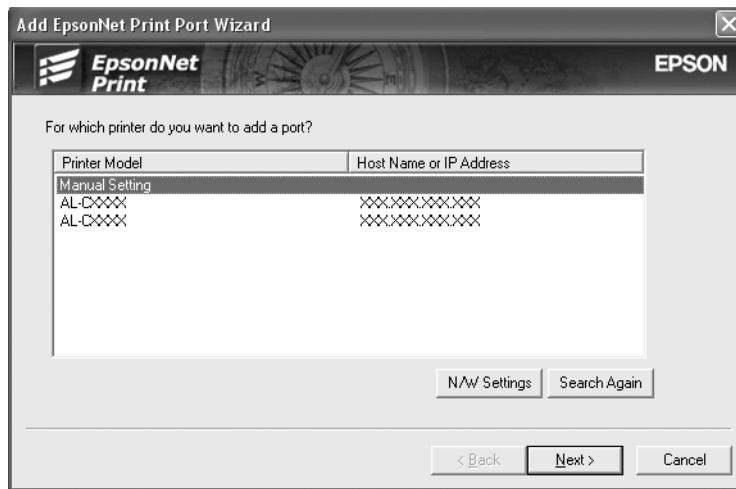 Add EpsonNet Print Port Wizard
EpsonNet
Print
EPSON
For which printer do you want to add a port?
Printer Model Host Name or IP Address
Manual Setting
AL-CXXXX XXX.XXX.XXX.XXX
AL-CXXXX XXX.XXX.XXX.XXX
N/W Settings Search Again
< Back Next > Cancel